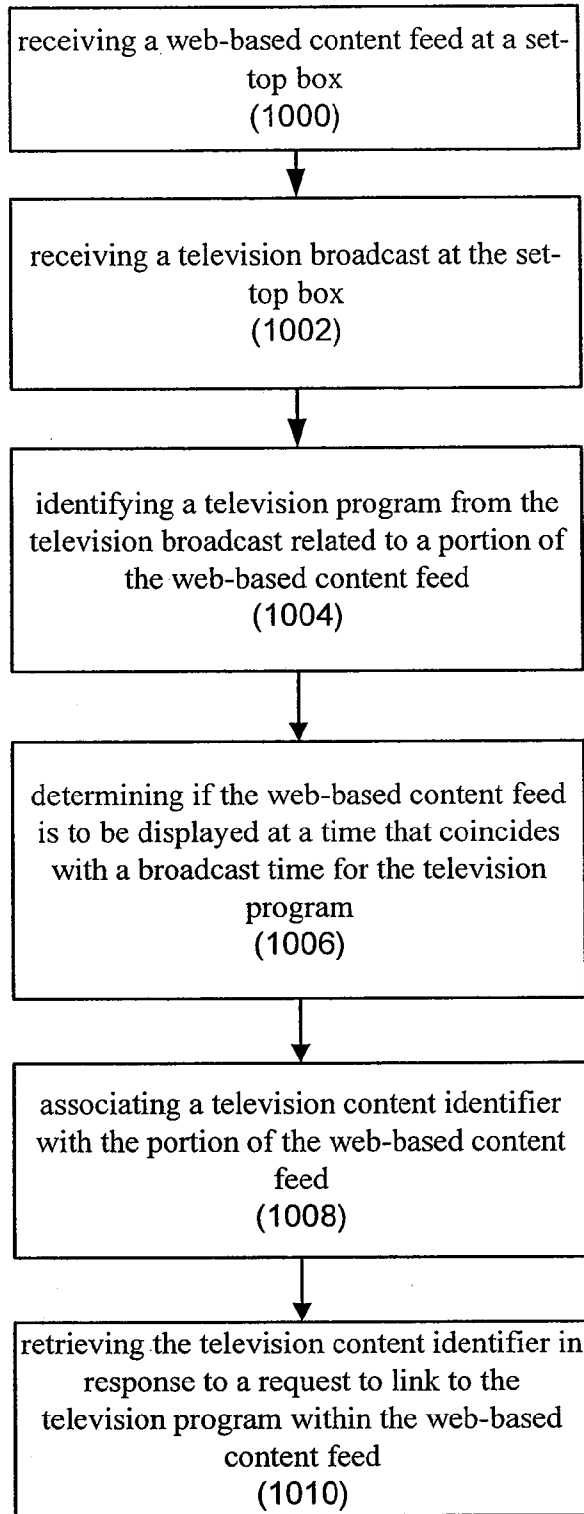 receiving a web-based content feed at a set-
top box
(1000)
receiving a television broadcast at the set-
top box
(1002)
identifying a television program from the
television broadcast related to a portion of
the web-based content feed
(1004)
determining if the web-based content feed
is to be displayed at a time that coincides
with a broadcast time for the television
program
(1006)
associating a television content identifier
with the portion of the web-based content
feed
(1008)
retrieving the television content identifier in
response to a request to link to the
television program within the web-based
content feed
(1010)